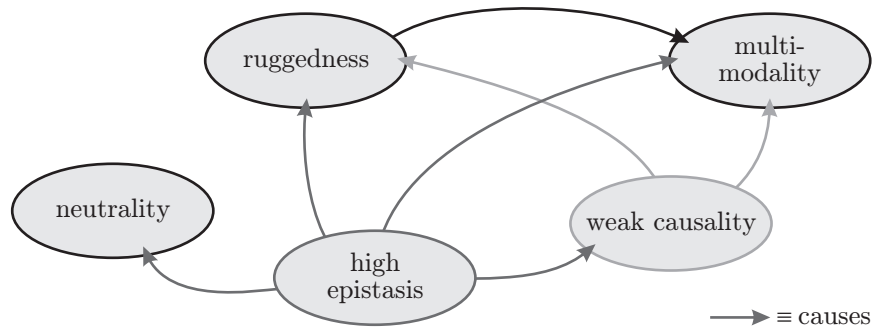 ruggedness
multi-
modality
neutrality
weak causality
high
epistasis
≡ causes